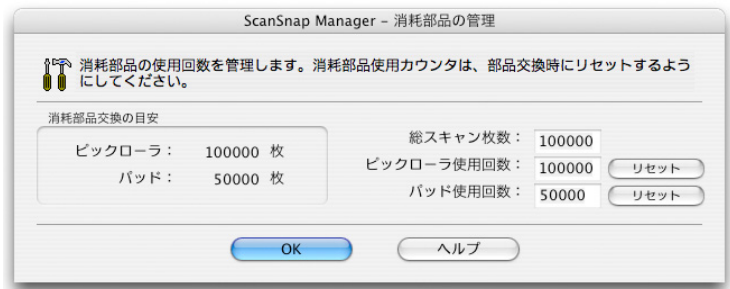 ScanSnap Manager – 消耗部品の管理
消耗部品の使用回数を管理します。消耗部品使用カウンタは、部品交換時にリセットするよう
にしてください。
消耗部品交換の目安
ピックローラ： 100000 枚
パッド： 50000 枚
総スキャン枚数： 100000
ピックローラ使用回数： 100000 リセット
パッド使用回数： 50000 リセット
OK ヘルプ